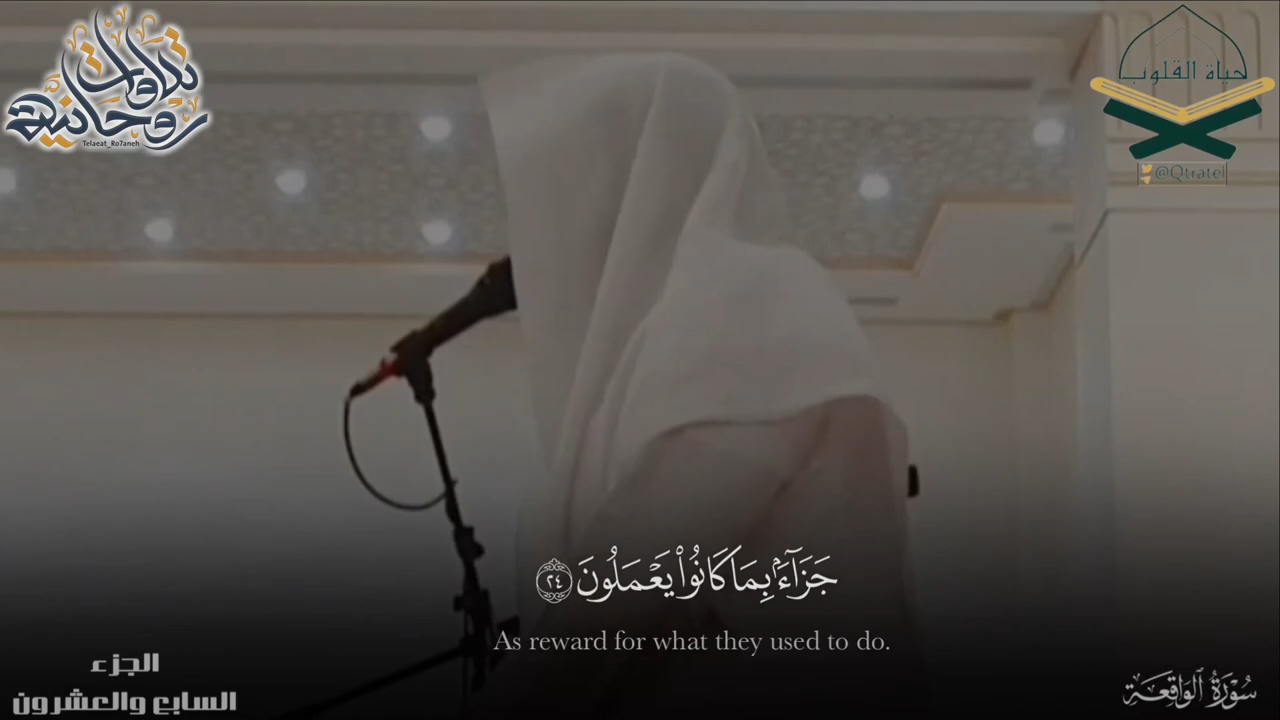 تلاوات
روحانية
Telaeat_Ro7aneh
حياة القلوب
@Qtratel
جَزَآءَۢ بِمَا كَانُوا۟ يَعْمَلُونَ ٢٤
As reward for what they used to do.
الجزء
السابع والعشرون
سُورَةُ الْوَاقِعَةِ